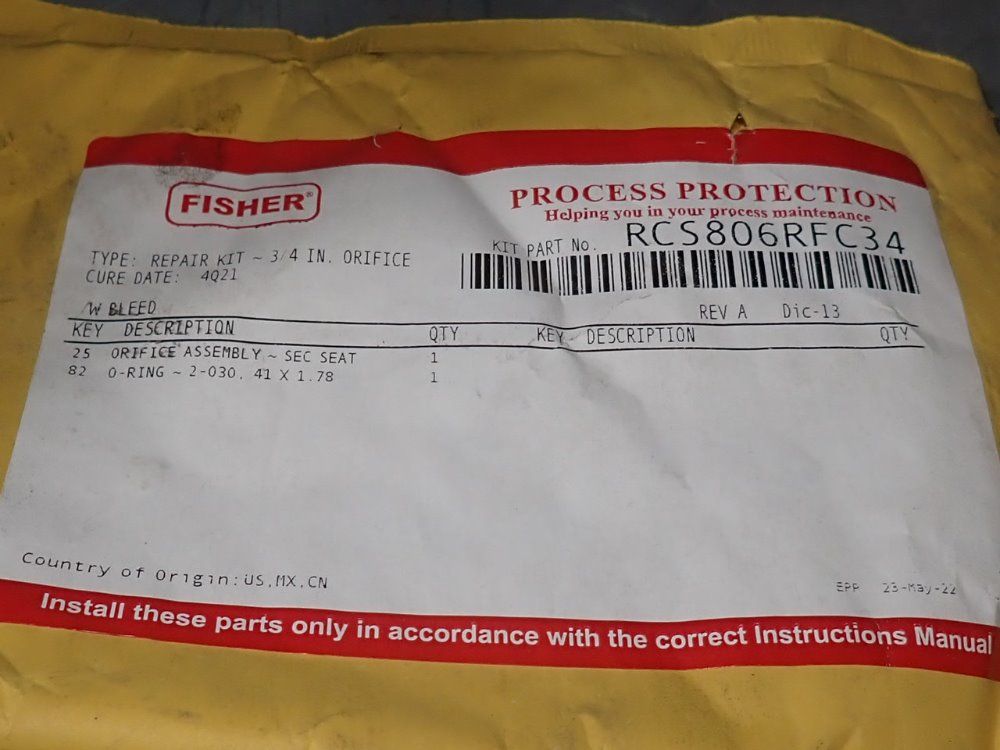 FISHER®
PROCESS PROTECTION
Helping you in your process maintenance
KIT PART No. RCS806RFC34
TYPE: REPAIR KIT ~ 3/4 IN. ORIFICE
CURE DATE: 4Q21
/W BLEED
REV A Dic-13
KEY DESCRIPTION QTY KEY DESCRIPTION QTY
25 ORIFICE ASSEMBLY ~ SEC SEAT 1
82 O-RING ~ 2-030, 41 X 1.78 1
Country of Origin:US,MX,CN
EPP 23-May-22
Install these parts only in accordance with the correct Instructions Manual